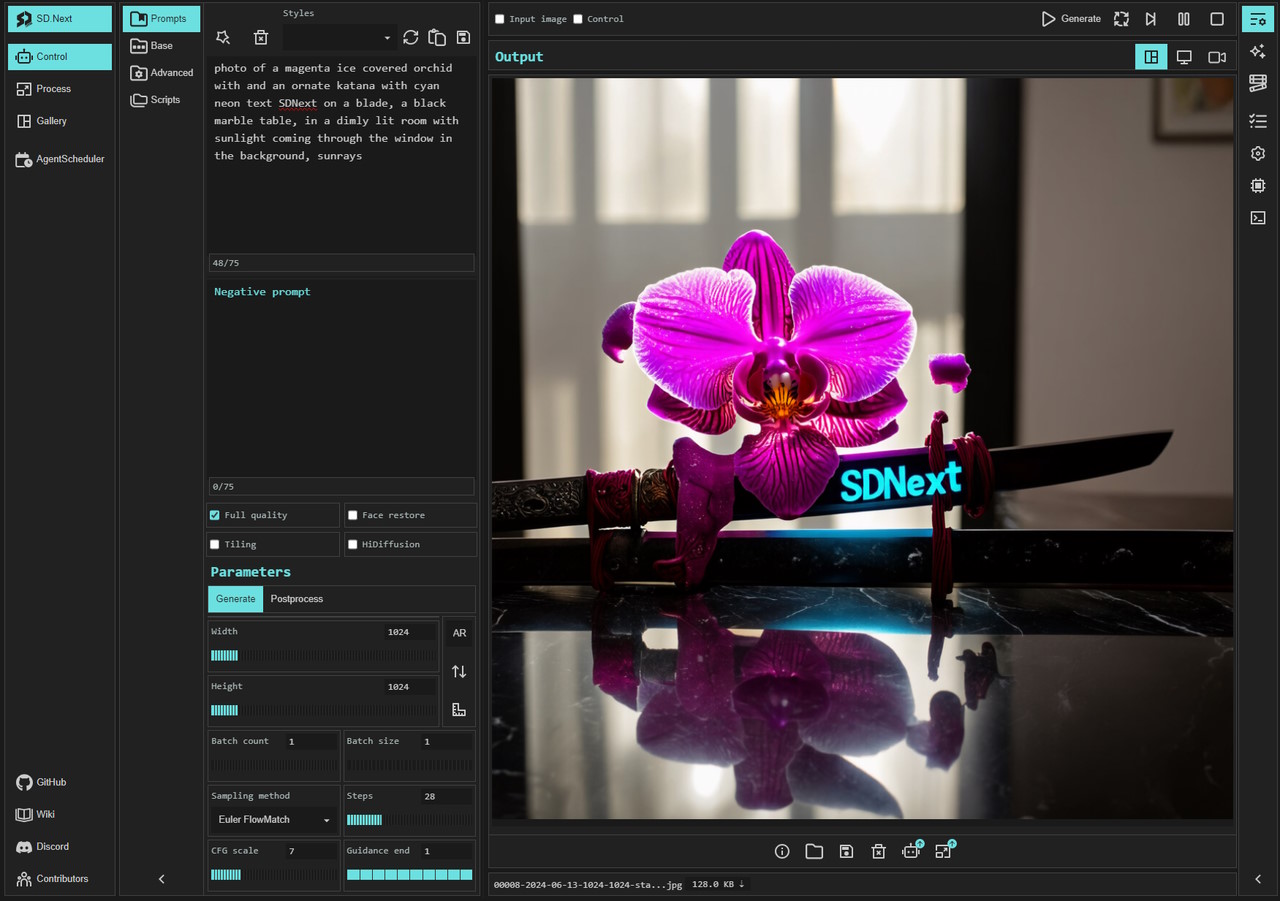 SD.Next
Control
Process
Gallery
AgentScheduler
GitHub
Wiki
Discord
Contributors
Prompts
Base
Advanced
Scripts
Styles
photo of a magenta ice covered orchid
with and an ornate katana with cyan
neon text SDNext on a blade, a black
marble table, in a dimly lit room with
sunlight coming through the window in
the background, sunrays
48/75
Negative prompt
0/75
Full quality
Face restore
Tiling
HiDiffusion
Parameters
Generate
Postprocess
Width 1024
AR
Height 1024
Batch count 1
Batch size 1
Sampling method
Euler FlowMatch
Steps 28
CFG scale 7
Guidance end 1
Input image
Control
Generate
Output
SDNext
00008-2024-06-13-1024-1024-sta...jpg 128.0 KB ↓